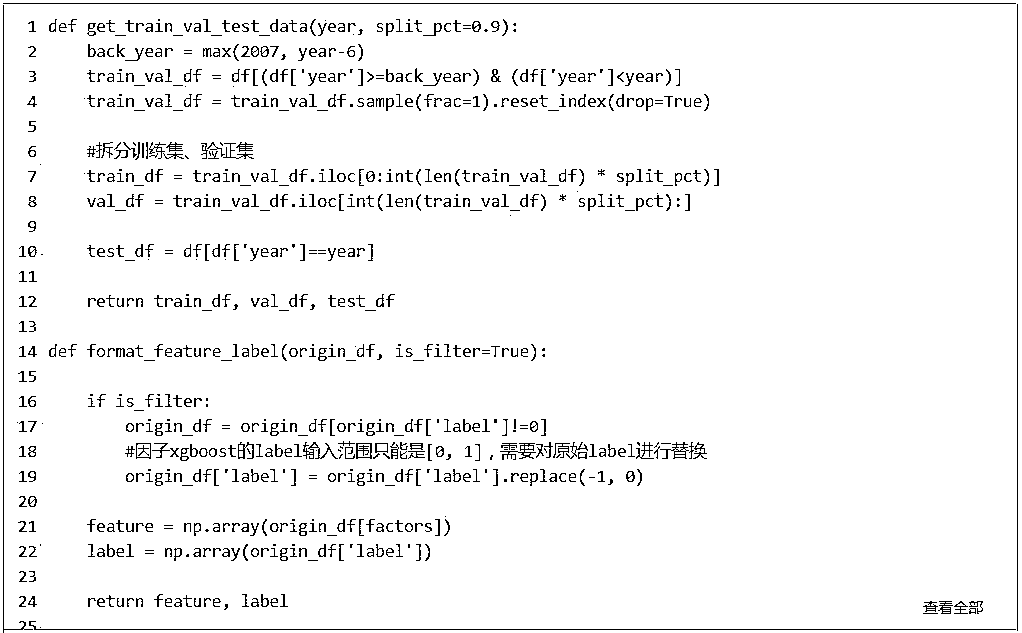 1 def get_train_val_test_data(year, split_pct=0.9):
2     back_year = max(2007, year-6)
3     train_val_df = df[(df['year']>=back_year) & (df['year']<year)]
4     train_val_df = train_val_df.sample(frac=1).reset_index(drop=True)
5
6     #拆分训练集、验证集
7     train_df = train_val_df.iloc[0:int(len(train_val_df) * split_pct)]
8     val_df = train_val_df.iloc[int(len(train_val_df) * split_pct):]
9
10     test_df = df[df['year']==year]
11
12     return train_df, val_df, test_df
13
14 def format_feature_label(origin_df, is_filter=True):
15
16     if is_filter:
17         origin_df = origin_df[origin_df['label']!=0]
18         #因子xgboost的label输入范围只能是[0, 1]，需要对原始label进行替换
19         origin_df['label'] = origin_df['label'].replace(-1, 0)
20
21     feature = np.array(origin_df[factors])
22     label = np.array(origin_df['label'])
23
24     return feature, label
查看全部
25